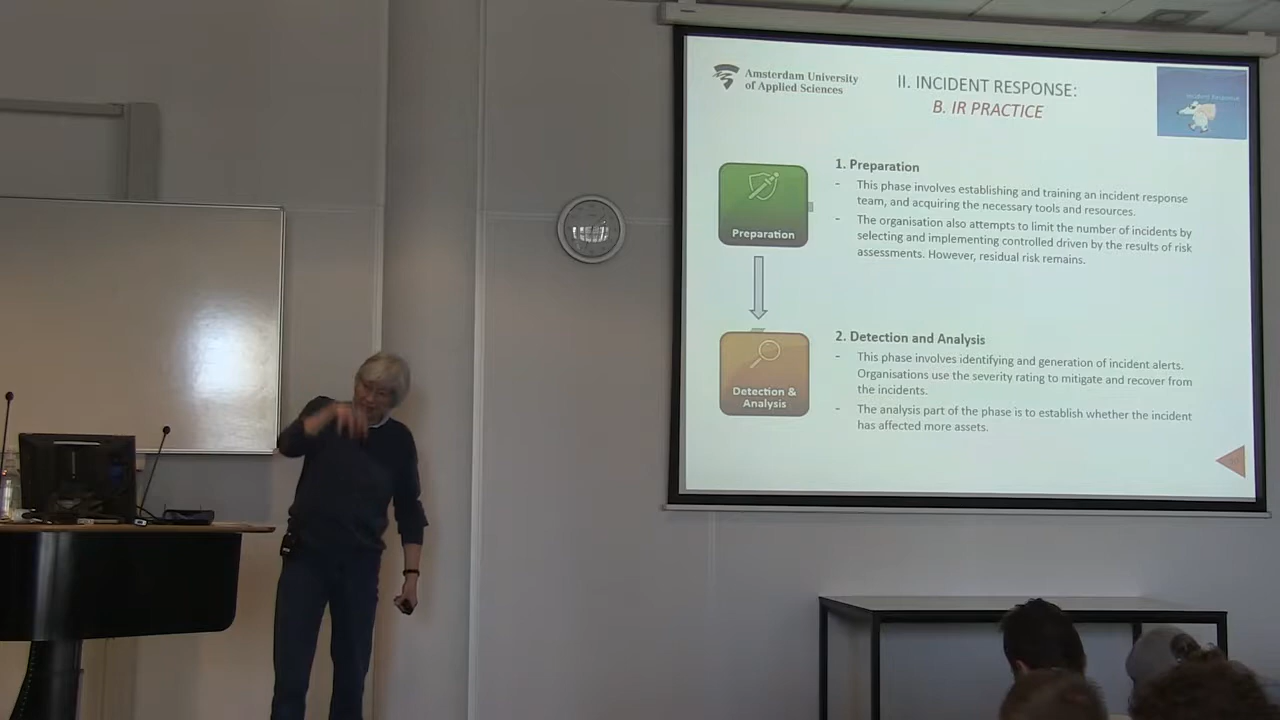 Amsterdam University
of Applied Sciences
II. INCIDENT RESPONSE:
B. IR PRACTICE
Incident Response
Preparation
1. Preparation
- This phase involves establishing and training an incident response
team, and acquiring the necessary tools and resources.
- The organisation also attempts to limit the number of incidents by
selecting and implementing controlled driven by the results of risk
assessments. However, residual risk remains.
Detection &
Analysis
2. Detection and Analysis
- This phase involves identifying and generation of incident alerts.
Organisations use the severity rating to mitigate and recover from
the incidents.
- The analysis part of the phase is to establish whether the incident
has affected more assets.